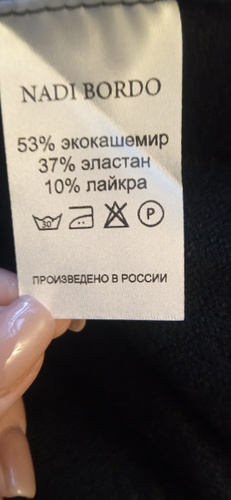 NADI BORDO
53% экокашемир
37% эластан
10% лайкра
30° P
ПРОИЗВЕДЕНО В РОССИИ